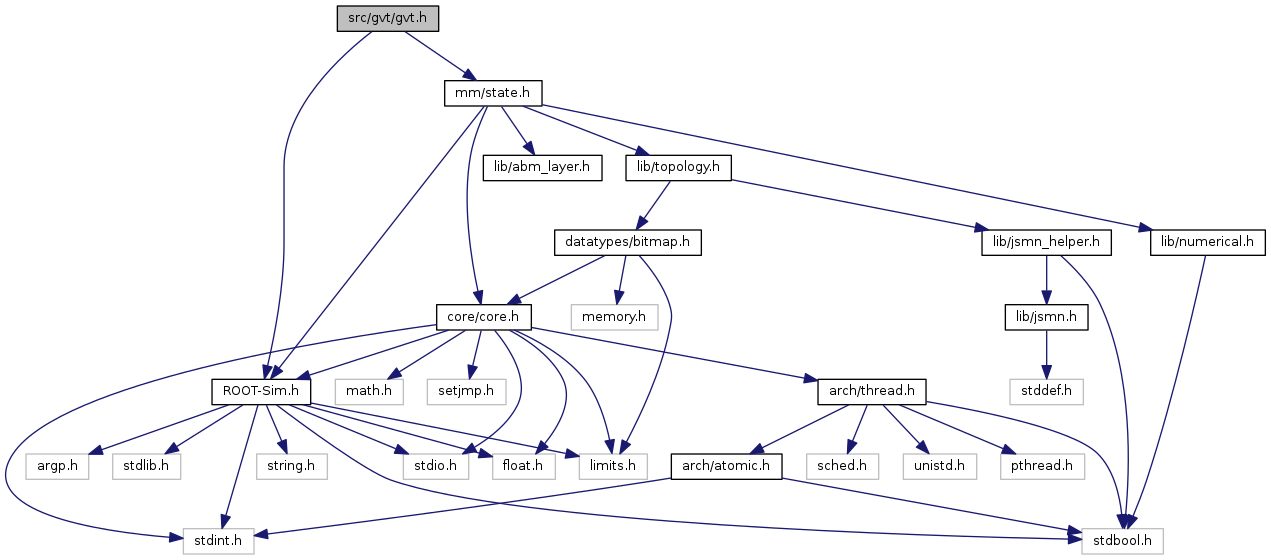 src/gvt/gvt.h
mm/state.h
lib/abm_layer.h
lib/topology.h
datatypes/bitmap.h
lib/jsmn_helper.h
lib/numerical.h
core/core.h
memory.h
lib/jsmn.h
ROOT-Sim.h
math.h
setjmp.h
arch/thread.h
stddef.h
argp.h
stdlib.h
string.h
stdio.h
float.h
limits.h
arch/atomic.h
sched.h
unistd.h
pthread.h
stdint.h
stdbool.h